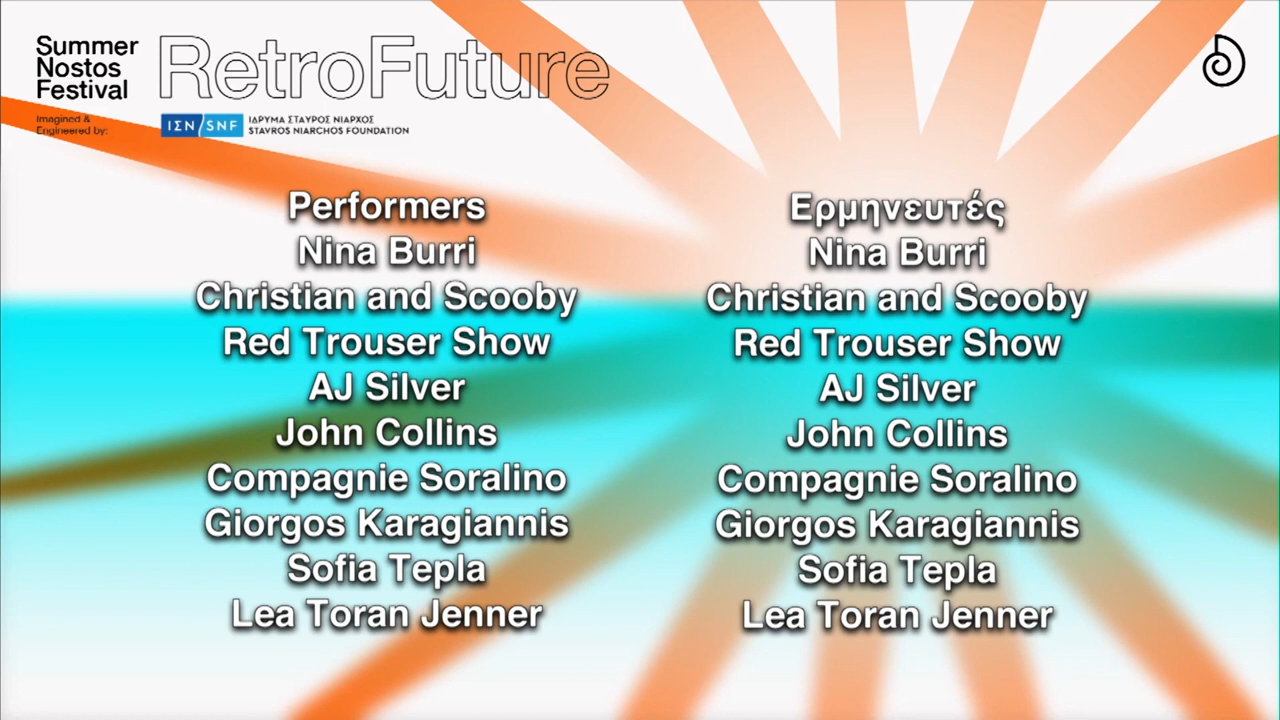 Summer
Nostos
Festival
RetroFuture
Imagined &
Engineered by:
ΙΣΝ/SNF
ΙΔΡΥΜΑ ΣΤΑΥΡΟΣ ΝΙΑΡΧΟΣ
STAVROS NIARCHOS FOUNDATION
Performers
Nina Burri
Christian and Scooby
Red Trouser Show
AJ Silver
John Collins
Compagnie Soralino
Giorgos Karagiannis
Sofia Tepla
Lea Toran Jenner
Ερμηνευτές
Nina Burri
Christian and Scooby
Red Trouser Show
AJ Silver
John Collins
Compagnie Soralino
Giorgos Karagiannis
Sofia Tepla
Lea Toran Jenner